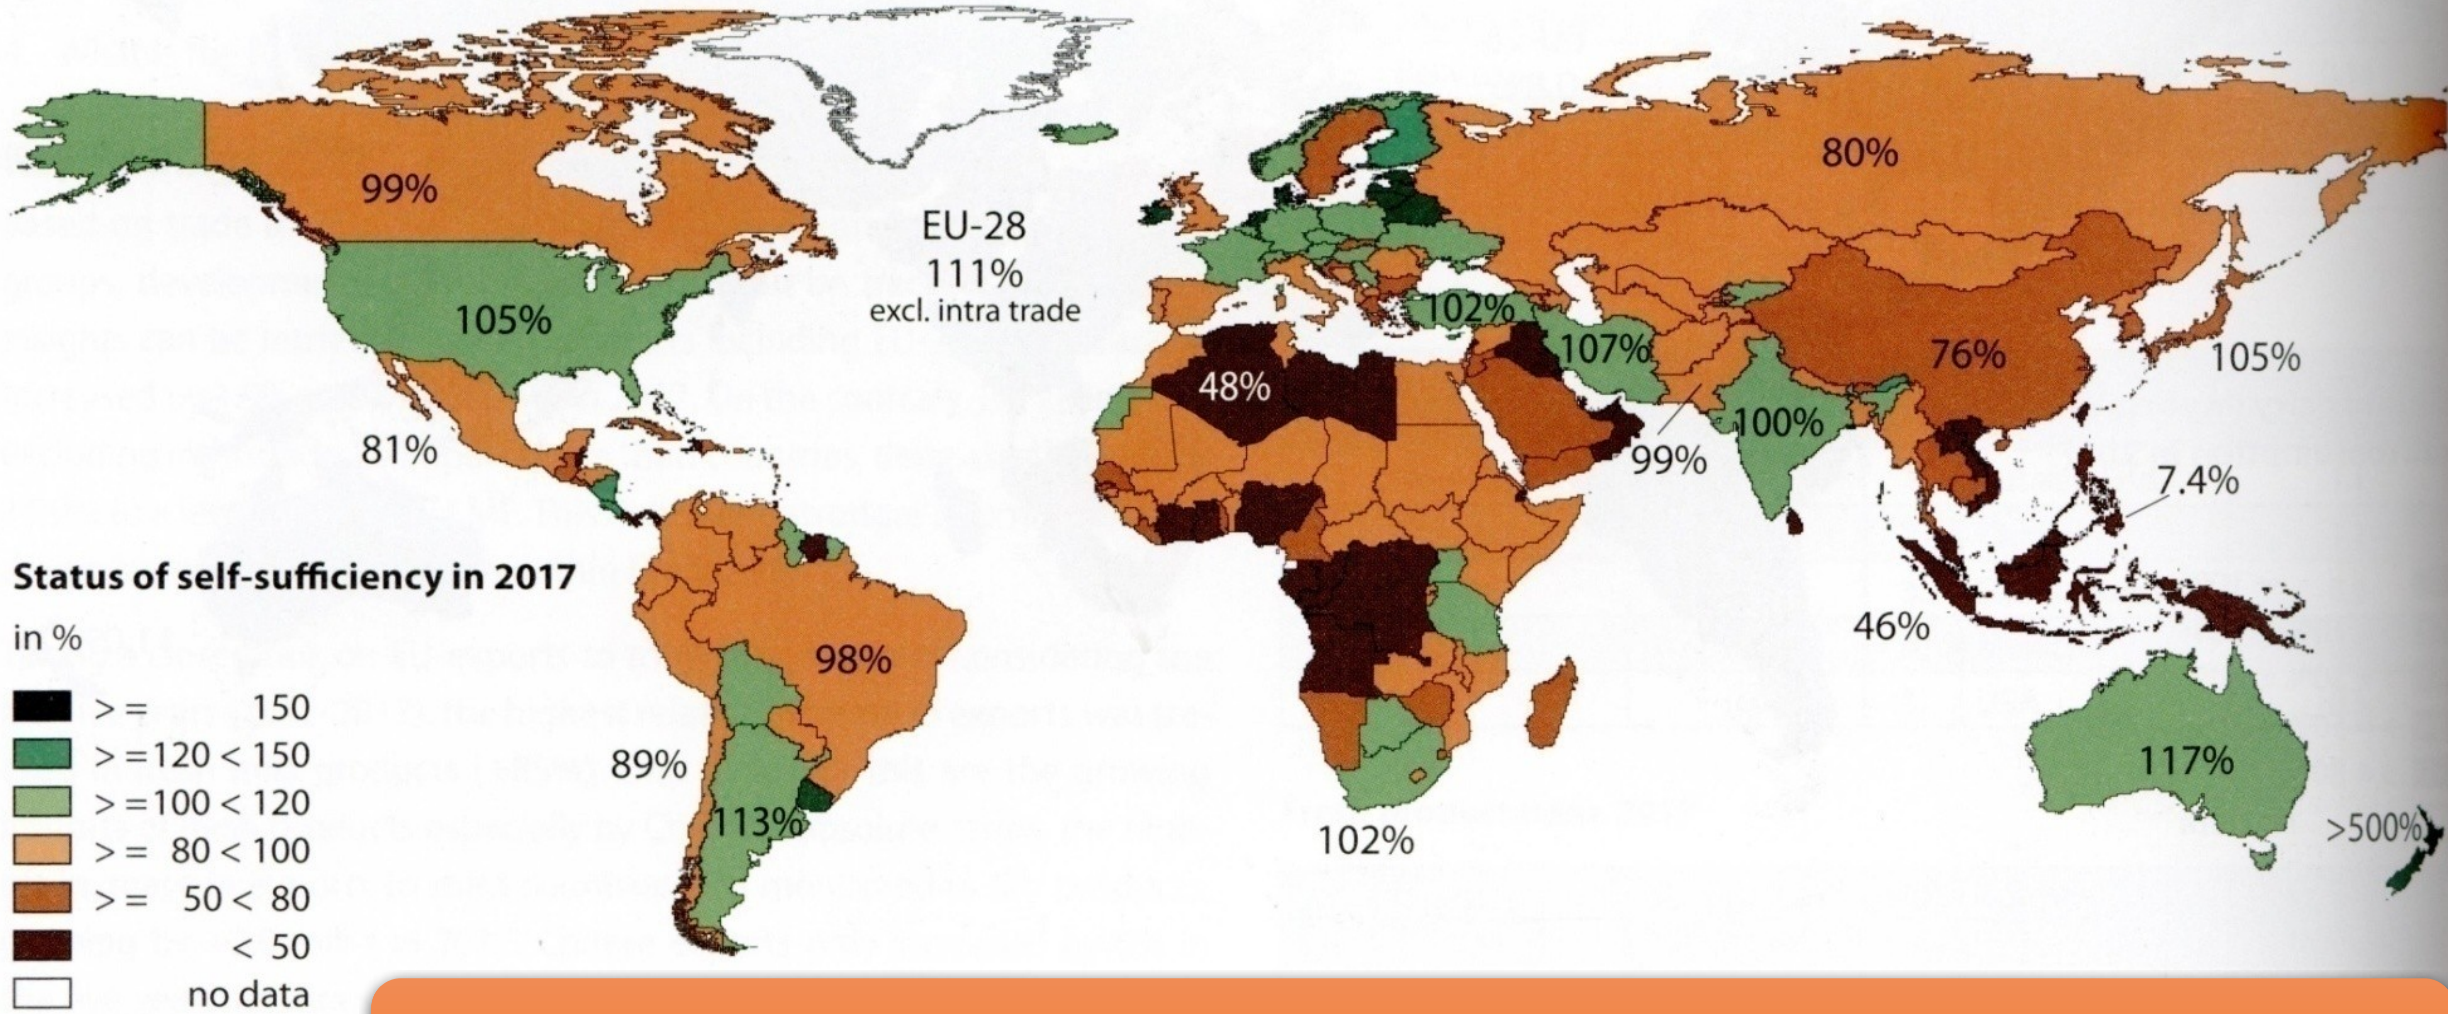 99%
80%
EU-28
111%
excl. intra trade
105%
102%
107%
76%
105%
48%
100%
81%
99%
7.4%
Status of self-sufficiency in 2017
in %
46%
98%
>= 150
>=120 < 150
>=100 < 120
>= 80 < 100
>= 50 < 80
< 50
no data
89%
117%
113%
>500%
102%